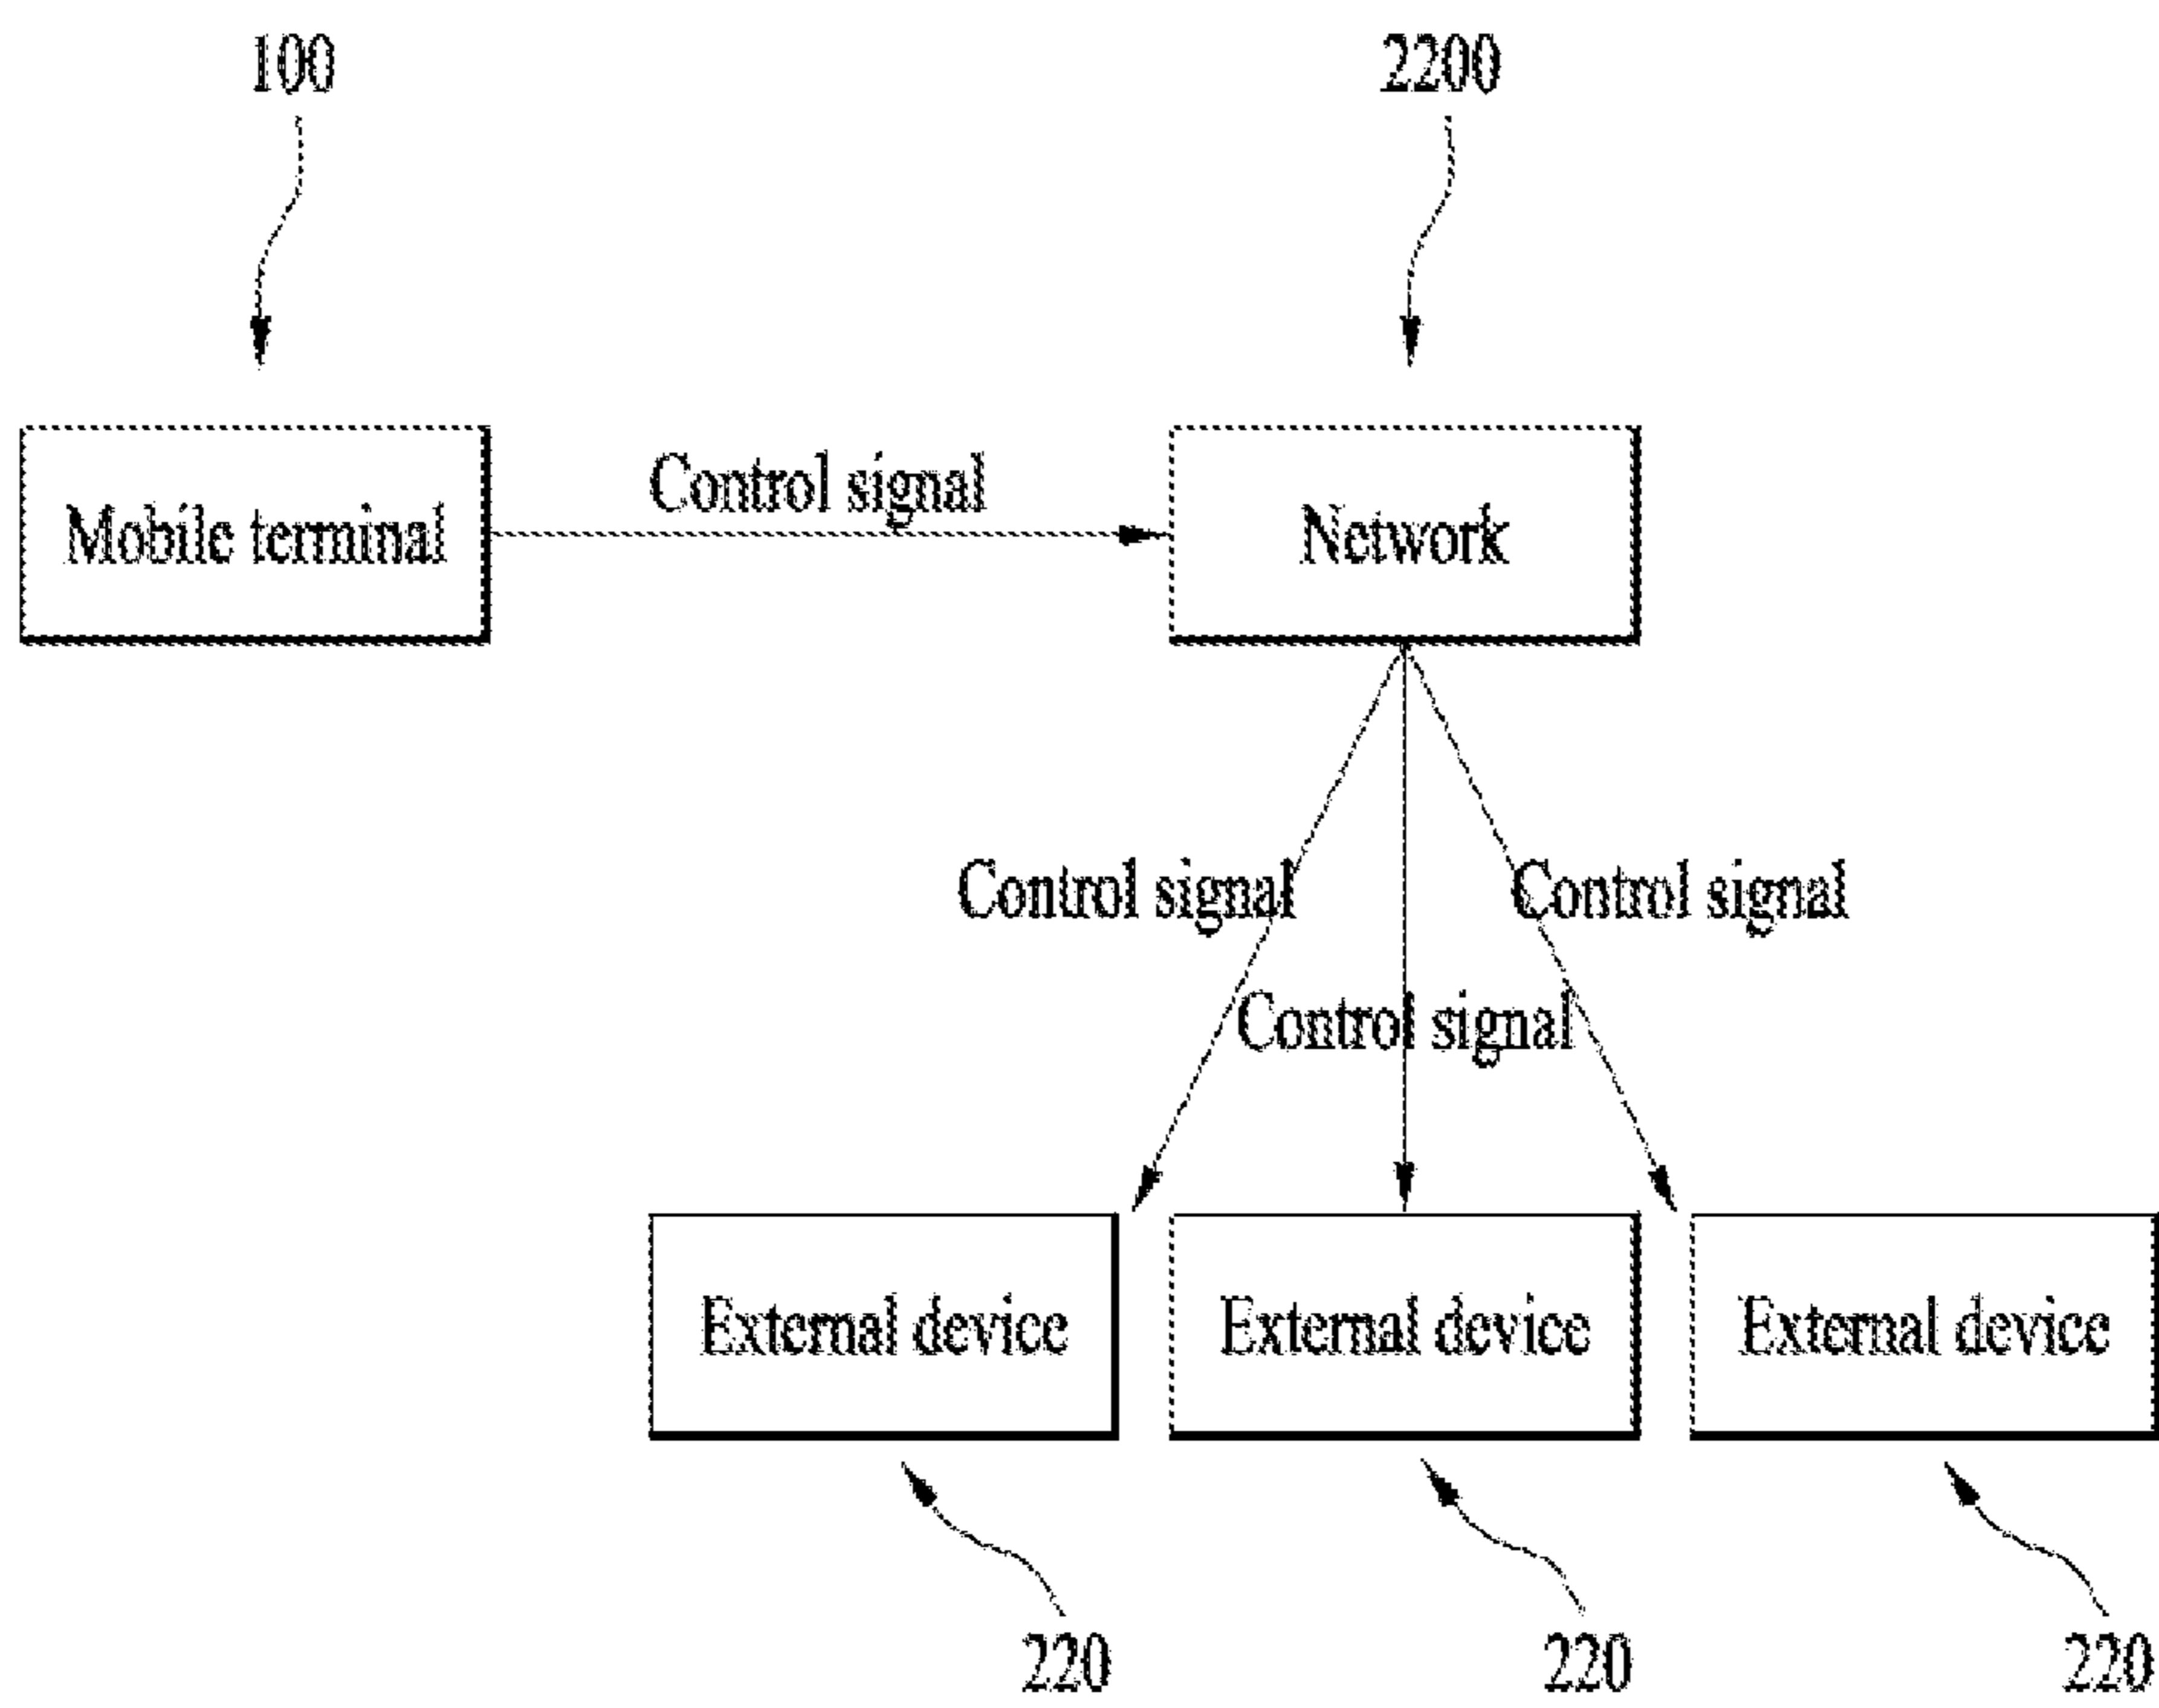 100
2200
Control signal
Mobile terminal
Network
Control signal
Control signal
Control signal
External device
External device
External device
220
220
220